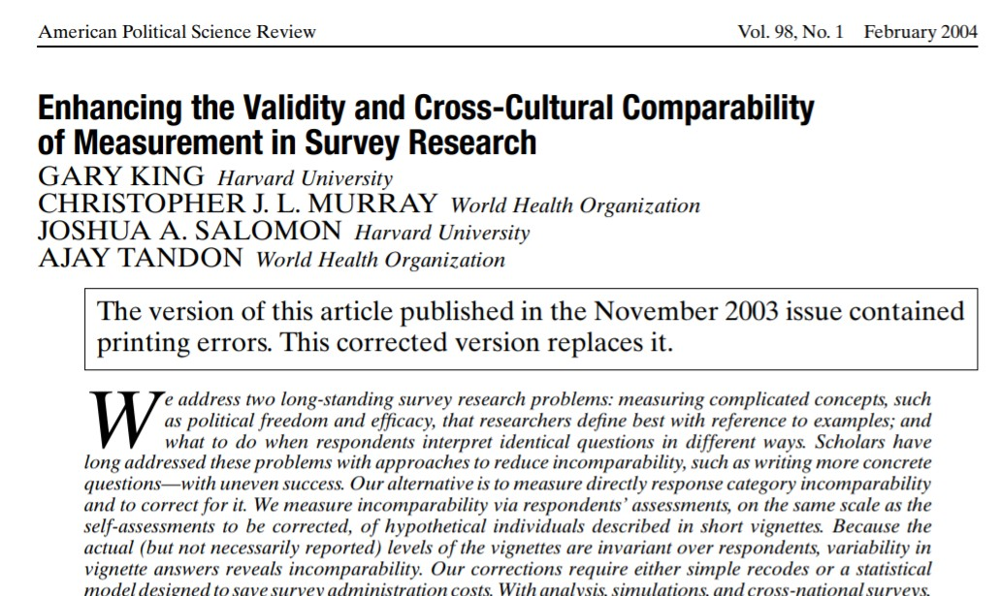 American Political Science Review Vol. 98, No. 1 February 2004
Enhancing the Validity and Cross-Cultural Comparability
of Measurement in Survey Research
GARY KING Harvard University
CHRISTOPHER J. L. MURRAY World Health Organization
JOSHUA A. SALOMON Harvard University
AJAY TANDON World Health Organization
The version of this article published in the November 2003 issue contained
printing errors. This corrected version replaces it.
We address two long-standing survey research problems: measuring complicated concepts, such
as political freedom and efficacy, that researchers define best with reference to examples; and
what to do when respondents interpret identical questions in different ways. Scholars have
long addressed these problems with approaches to reduce incomparability, such as writing more concrete
questions—with uneven success. Our alternative is to measure directly response category incomparability
and to correct for it. We measure incomparability via respondents' assessments, on the same scale as the
self-assessments to be corrected, of hypothetical individuals described in short vignettes. Because the
actual (but not necessarily reported) levels of the vignettes are invariant over respondents, variability in
vignette answers reveals incomparability. Our corrections require either simple recodes or a statistical
model designed to save survey administration costs. With analysis, simulations, and cross-national surveys,